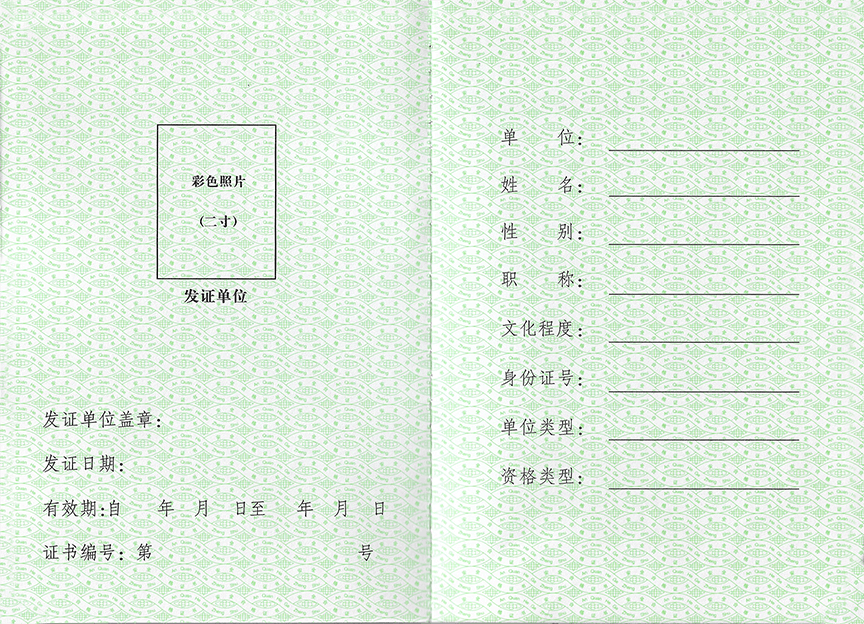 彩色照片
(二寸)
发证单位
发证单位盖章:
发证日期:
有效期:自 年 月 日至 年 月 日
证书编号: 第 号
单 位:
姓 名:
性 别:
职 称:
文化程度:
身份证号:
单位类型:
资格类型: